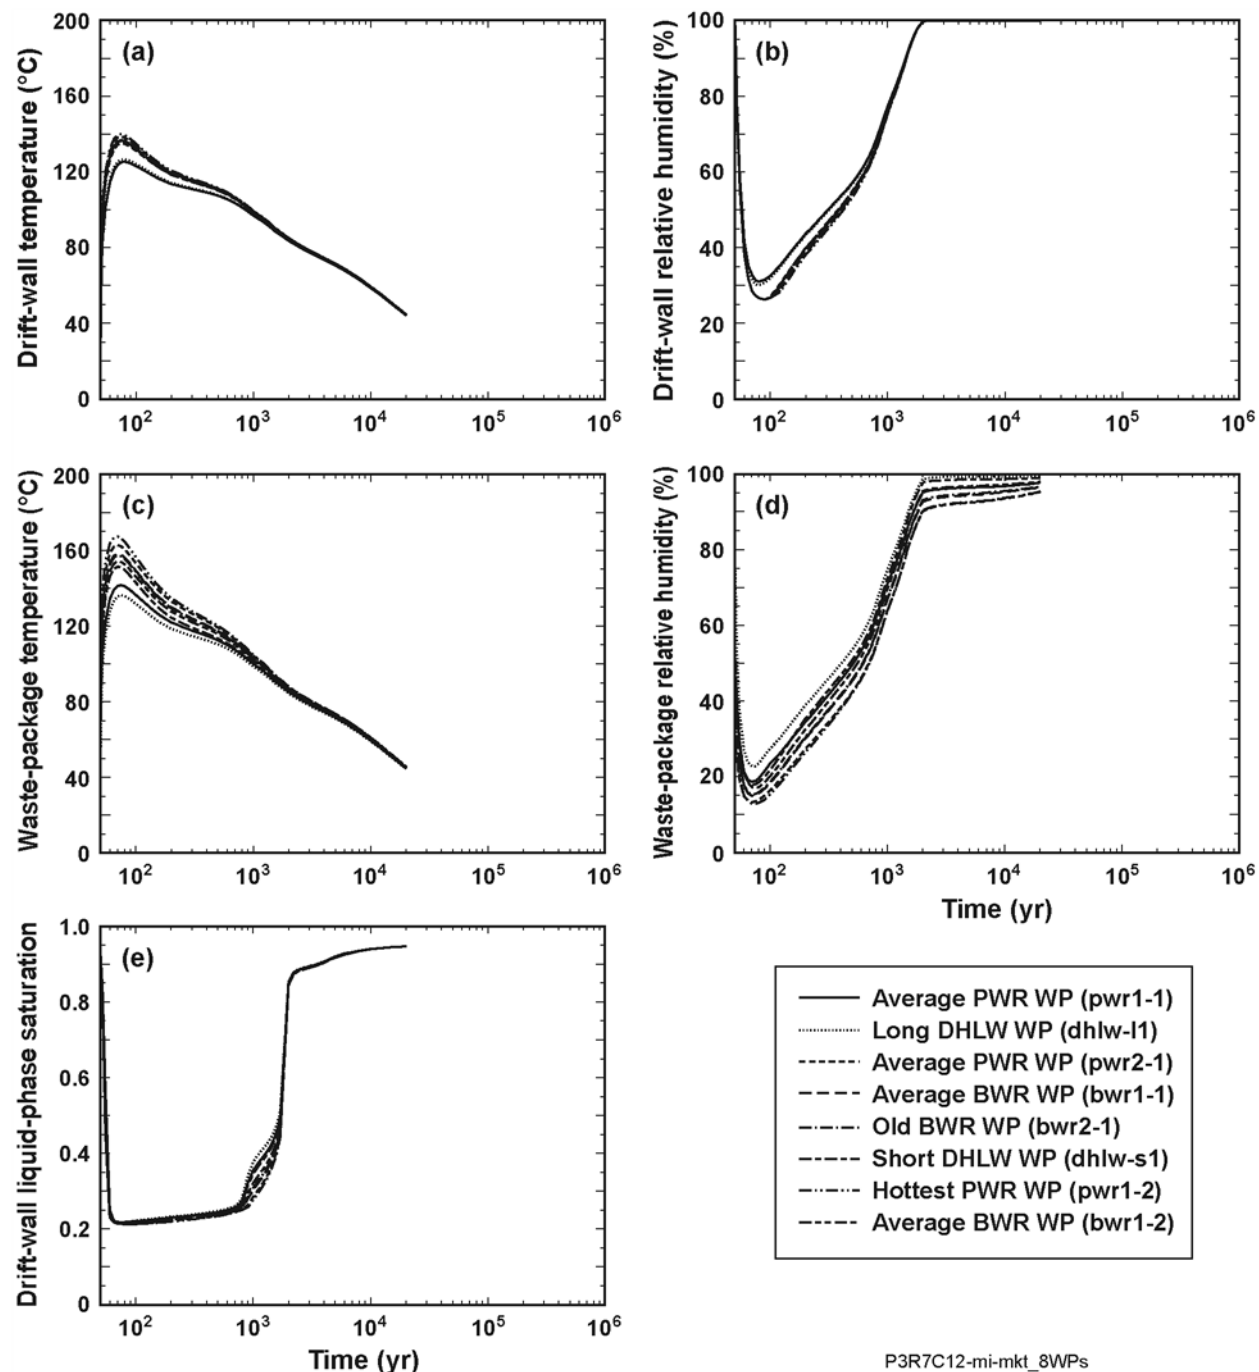 (a)
Drift-wall temperature (°C)
200
160
120
80
40
0
10² 10³ 10⁴ 10⁵ 10⁶
(b)
Drift-wall relative humidity (%)
100
80
60
40
20
0
10² 10³ 10⁴ 10⁵ 10⁶
(c)
Waste-package temperature (°C)
200
160
120
80
40
0
10² 10³ 10⁴ 10⁵ 10⁶
(d)
Waste-package relative humidity (%)
100
80
60
40
20
0
10² 10³ 10⁴ 10⁵ 10⁶
Time (yr)
(e)
Drift-wall liquid-phase saturation
1.0
0.8
0.6
0.4
0.2
0.0
10² 10³ 10⁴ 10⁵ 10⁶
Time (yr)
Average PWR WP (pwr1-1)
Long DHLW WP (dhlw-l1)
Average PWR WP (pwr2-1)
Average BWR WP (bwr1-1)
Old BWR WP (bwr2-1)
Short DHLW WP (dhlw-s1)
Hottest PWR WP (pwr1-2)
Average BWR WP (bwr1-2)
P3R7C12-mi-mkt_8WPs